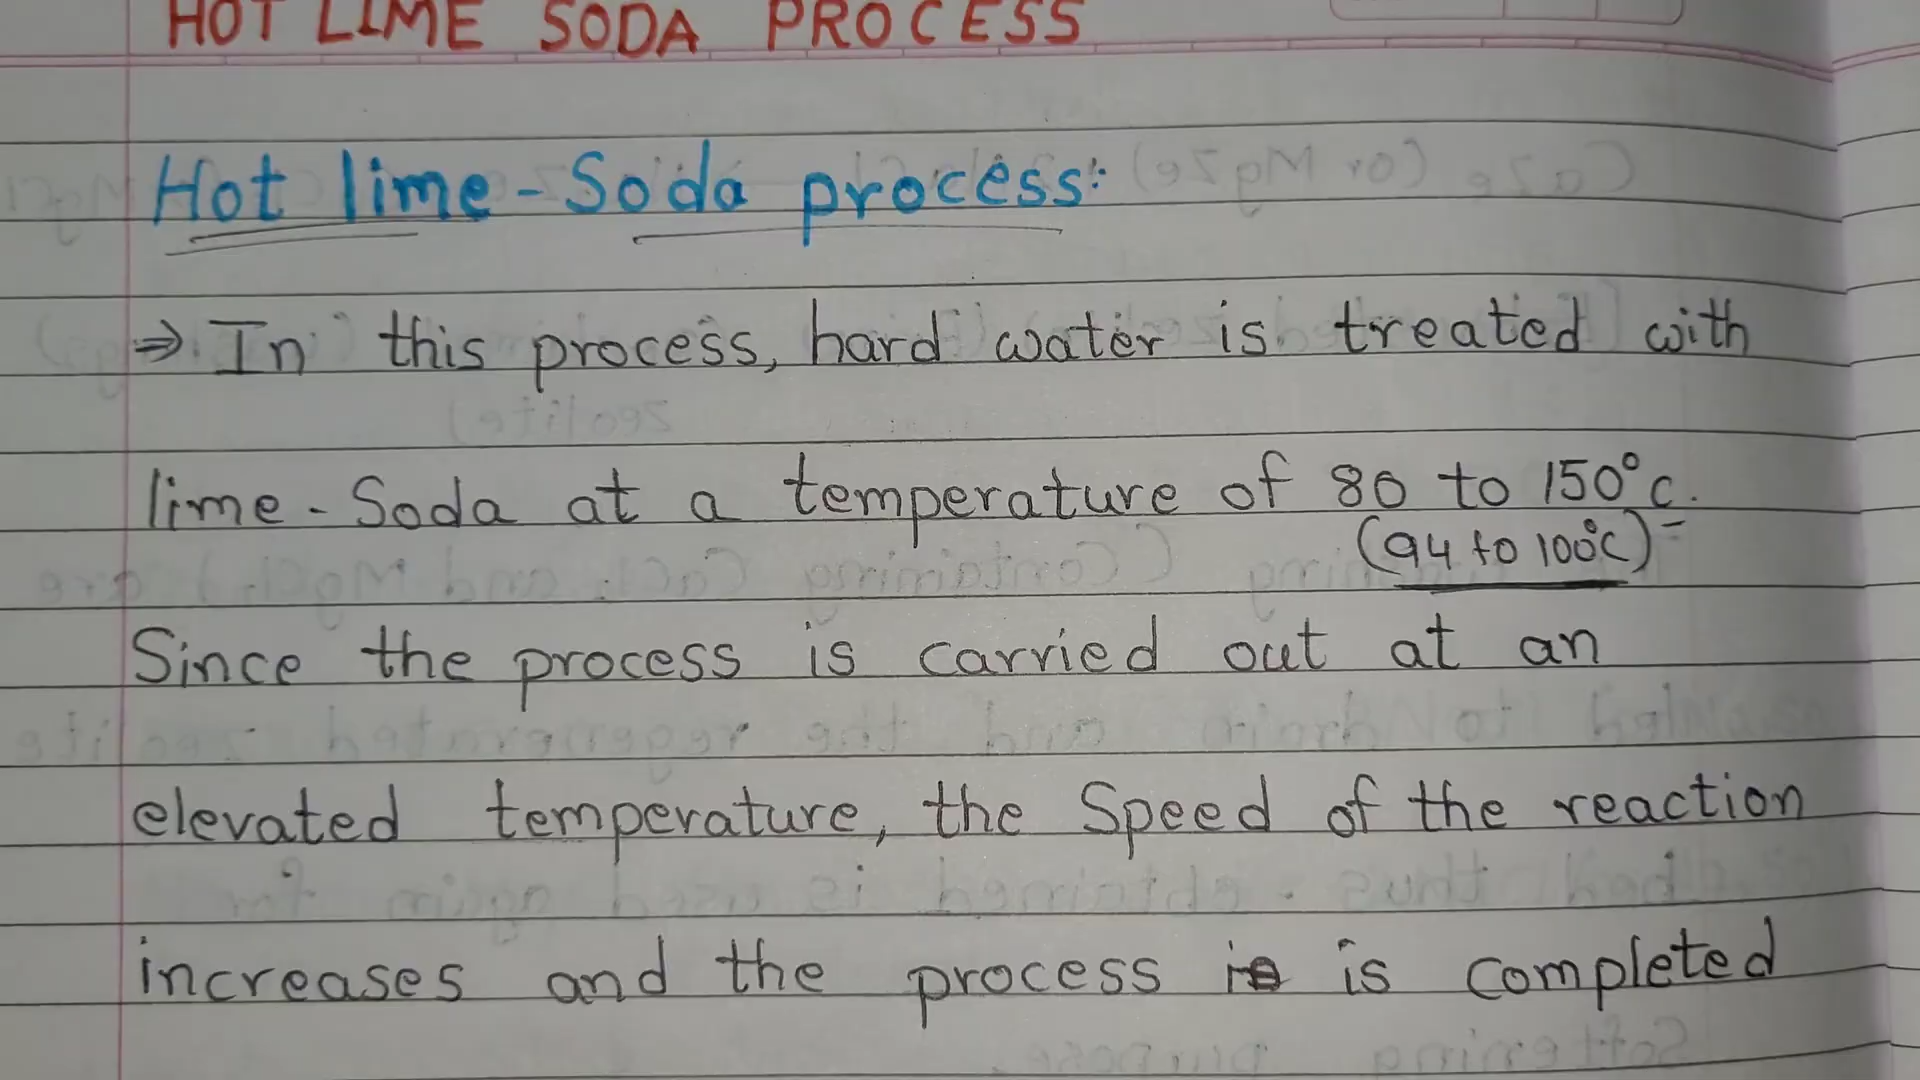 HOT LIME SODA PROCESS
Hot lime-Soda process:
⇒ In this process, hard water is treated with
lime-Soda at a temperature of 80 to 150°c.
(94 to 100°C)
Since the process is carried out at an
elevated temperature, the Speed of the reaction
increases and the process is is completed